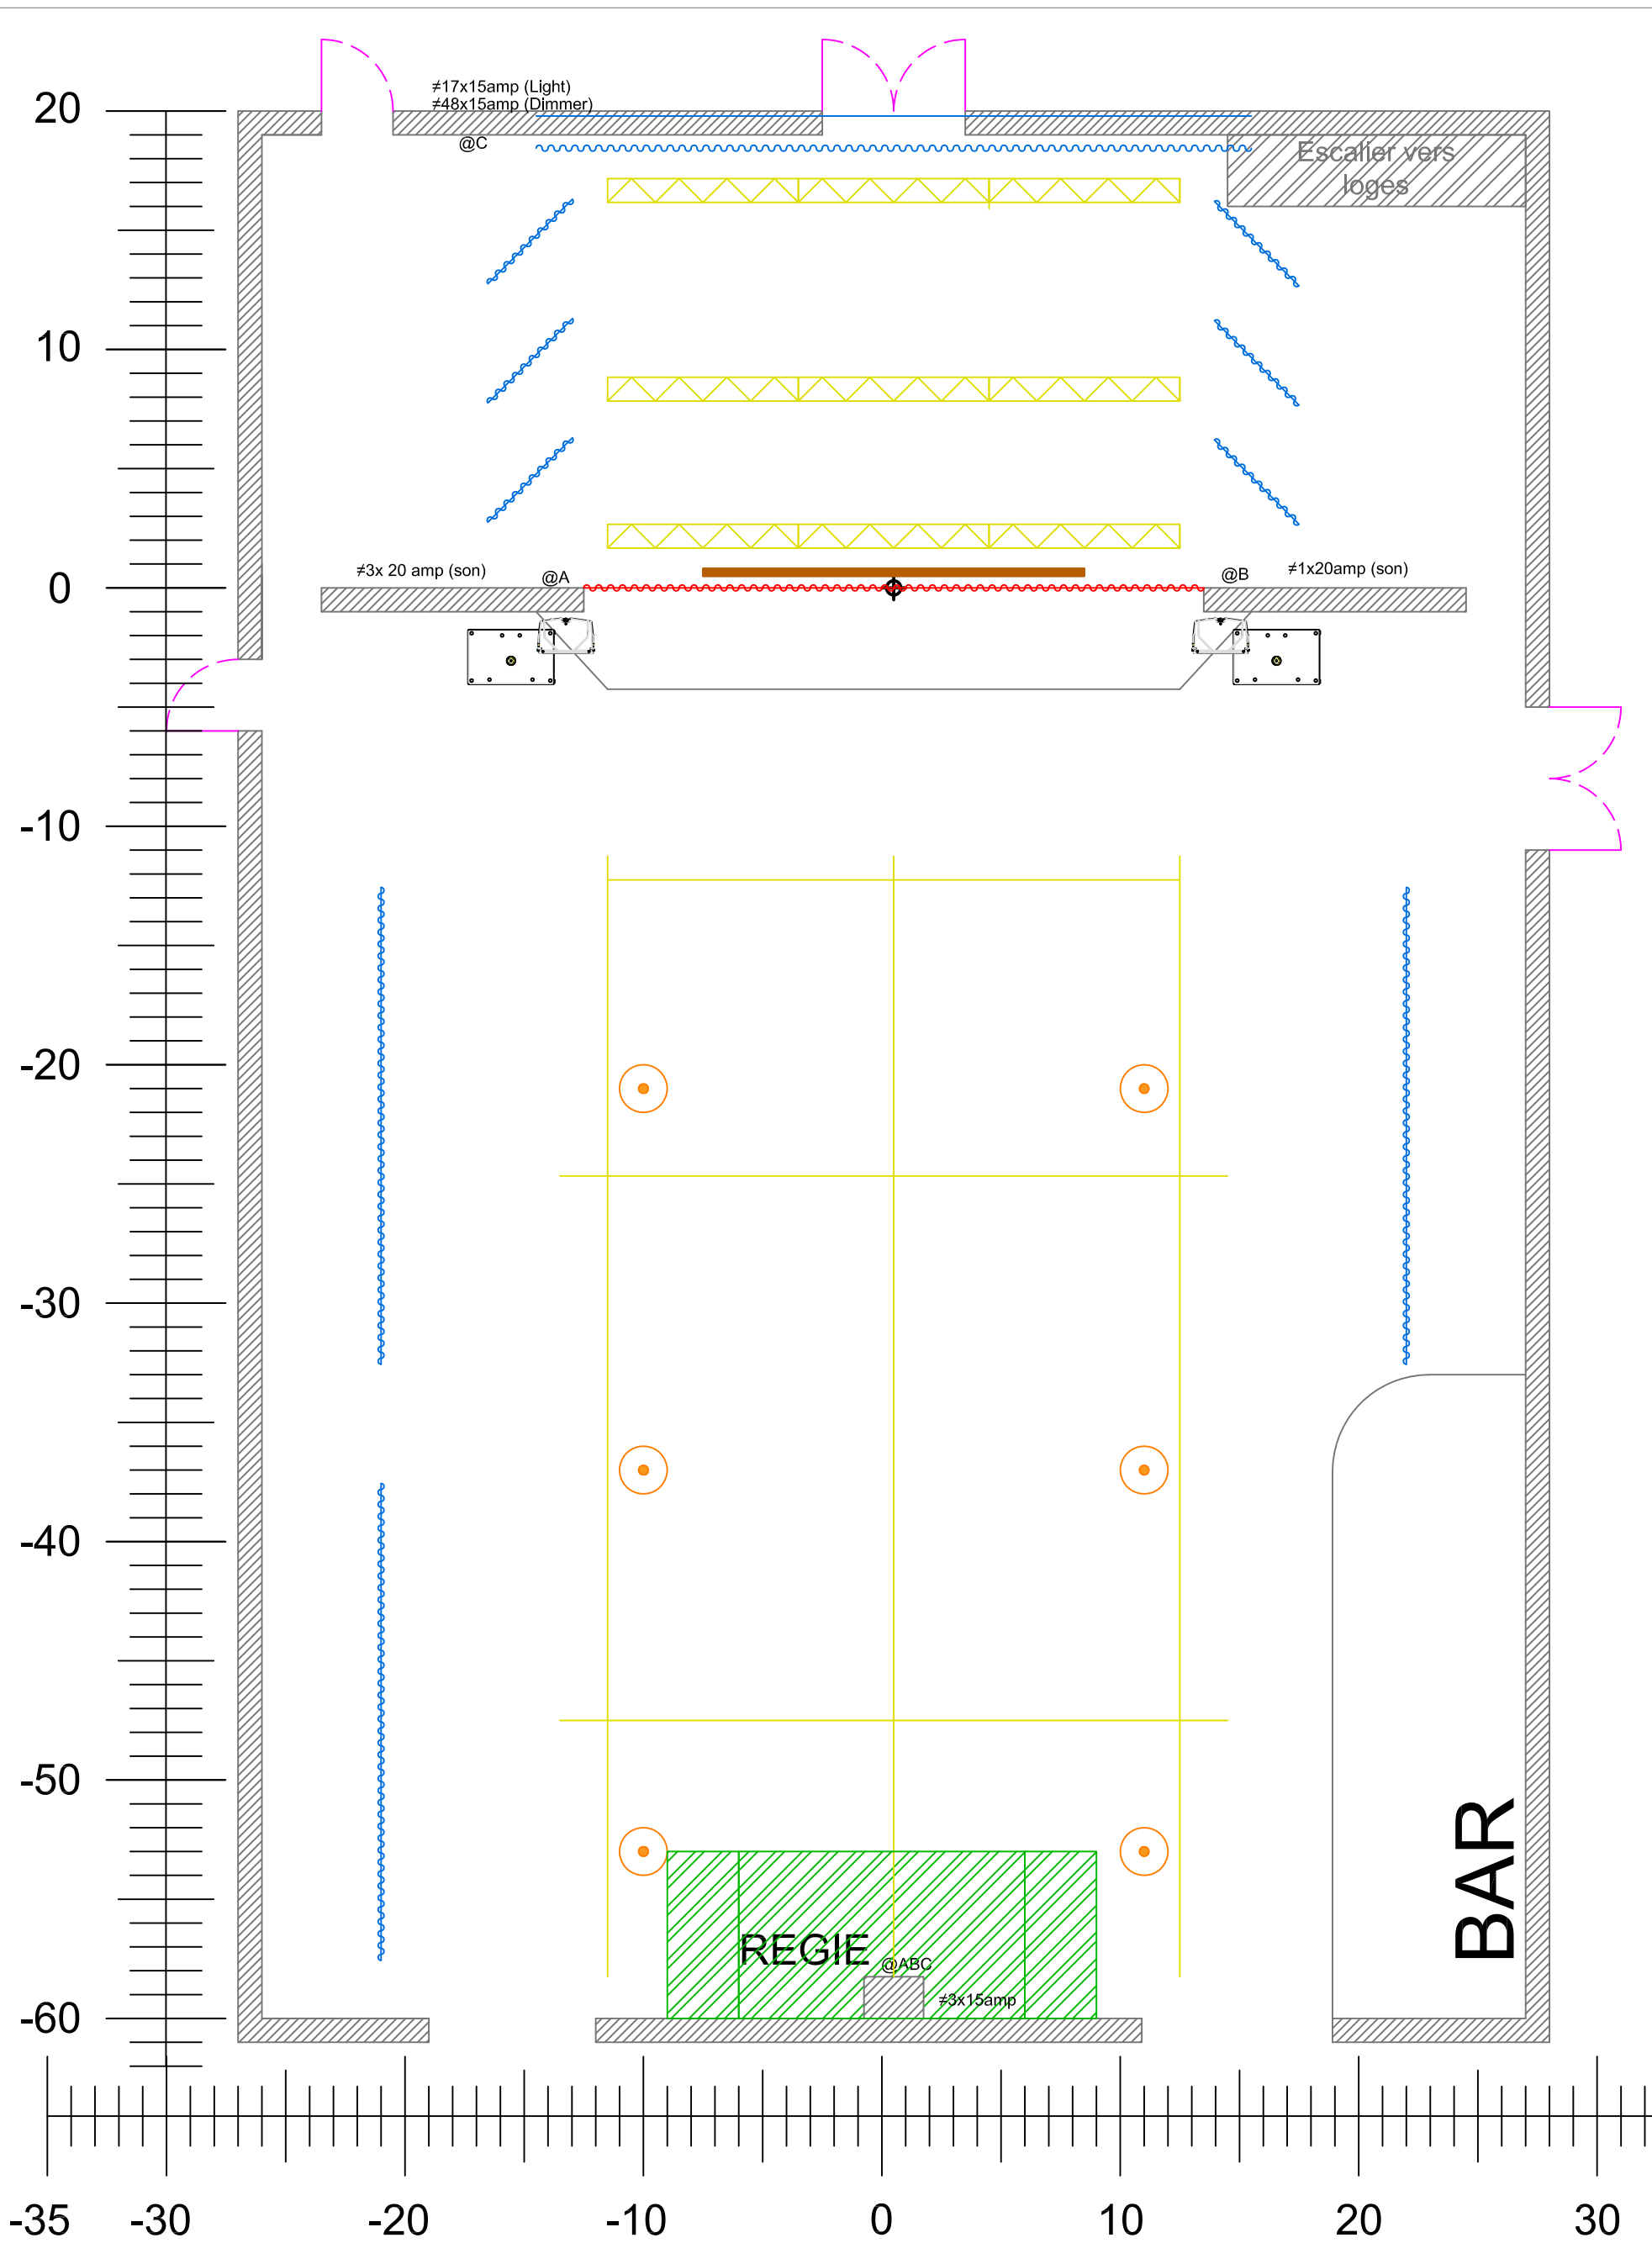 ≠17x15amp (Light)
≠48x15amp (Dimmer)
20
@C
Escalier vers
loges
10
≠3x 20 amp (son)
@A
@B
≠1x20amp (son)
0
-10
-20
-30
-40
-50
BAR
REGIE
@ABC
≠3x15amp
-60
-35
-30
-20
-10
0
10
20
30